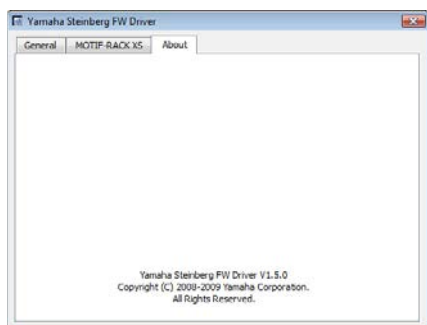 Yamaha Steinberg FW Driver
General MOTIF-RACK XS About
Yamaha Steinberg FW Driver V1.5.0
Copyright (C) 2008-2009 Yamaha Corporation.
All Rights Reserved.